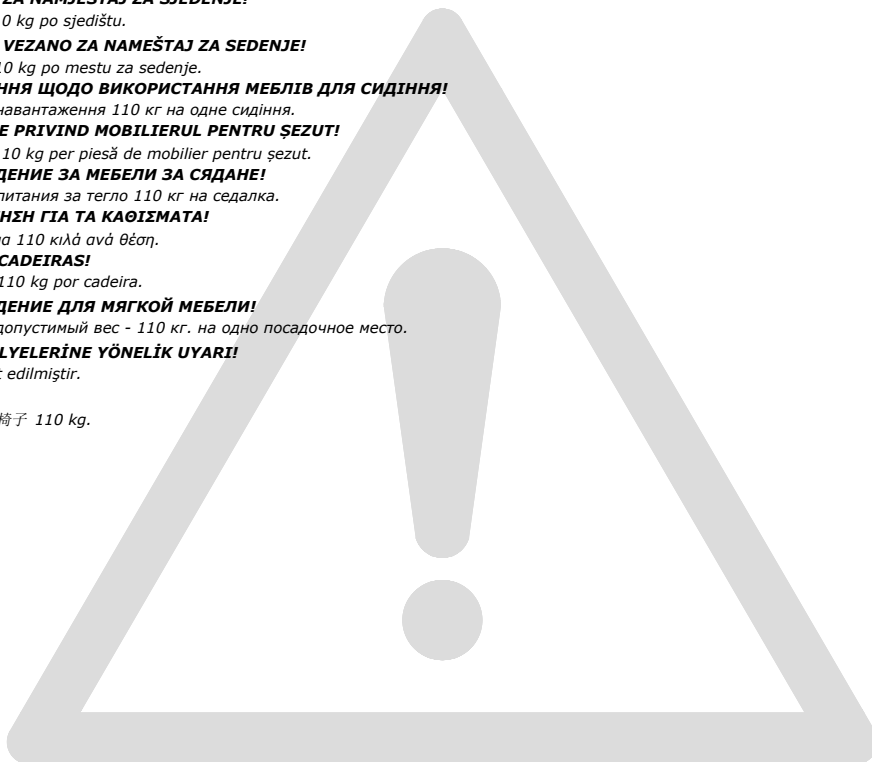 ZA NAMJEŠTAJ ZA SJEDENJE!
0 kg po sjedištu.
VEZANO ZA NAMEŠTAJ ZA SEDENJE!
10 kg po mestu za sedenje.
ННЯ ЩОДО ВИКОРИСТАННЯ МЕБЛІВ ДЛЯ СИДІННЯ!
навантаження 110 кг на одне сидіння.
E PRIVIND MOBILIERUL PENTRU ȘEZUT!
10 kg per piesă de mobilier pentru șezut.
ДЕНИЕ ЗА МЕБЕЛИ ЗА СЯДАНЕ!
питания за тегло 110 кг на седалка.
ΗΣΗ ΓΙΑ ΤΑ ΚΑΘΙΣΜΑΤΑ!
α 110 κιλά ανά θέση.
CADEIRAS!
110 kg por cadeira.
ДЕНИЕ ДЛЯ МЯГКОЙ МЕБЕЛИ!
допустимый вес - 110 кг. на одно посадочное место.
LYELERİNE YÖNELİK UYARI!
t edilmiştir.
椅子 110 kg.